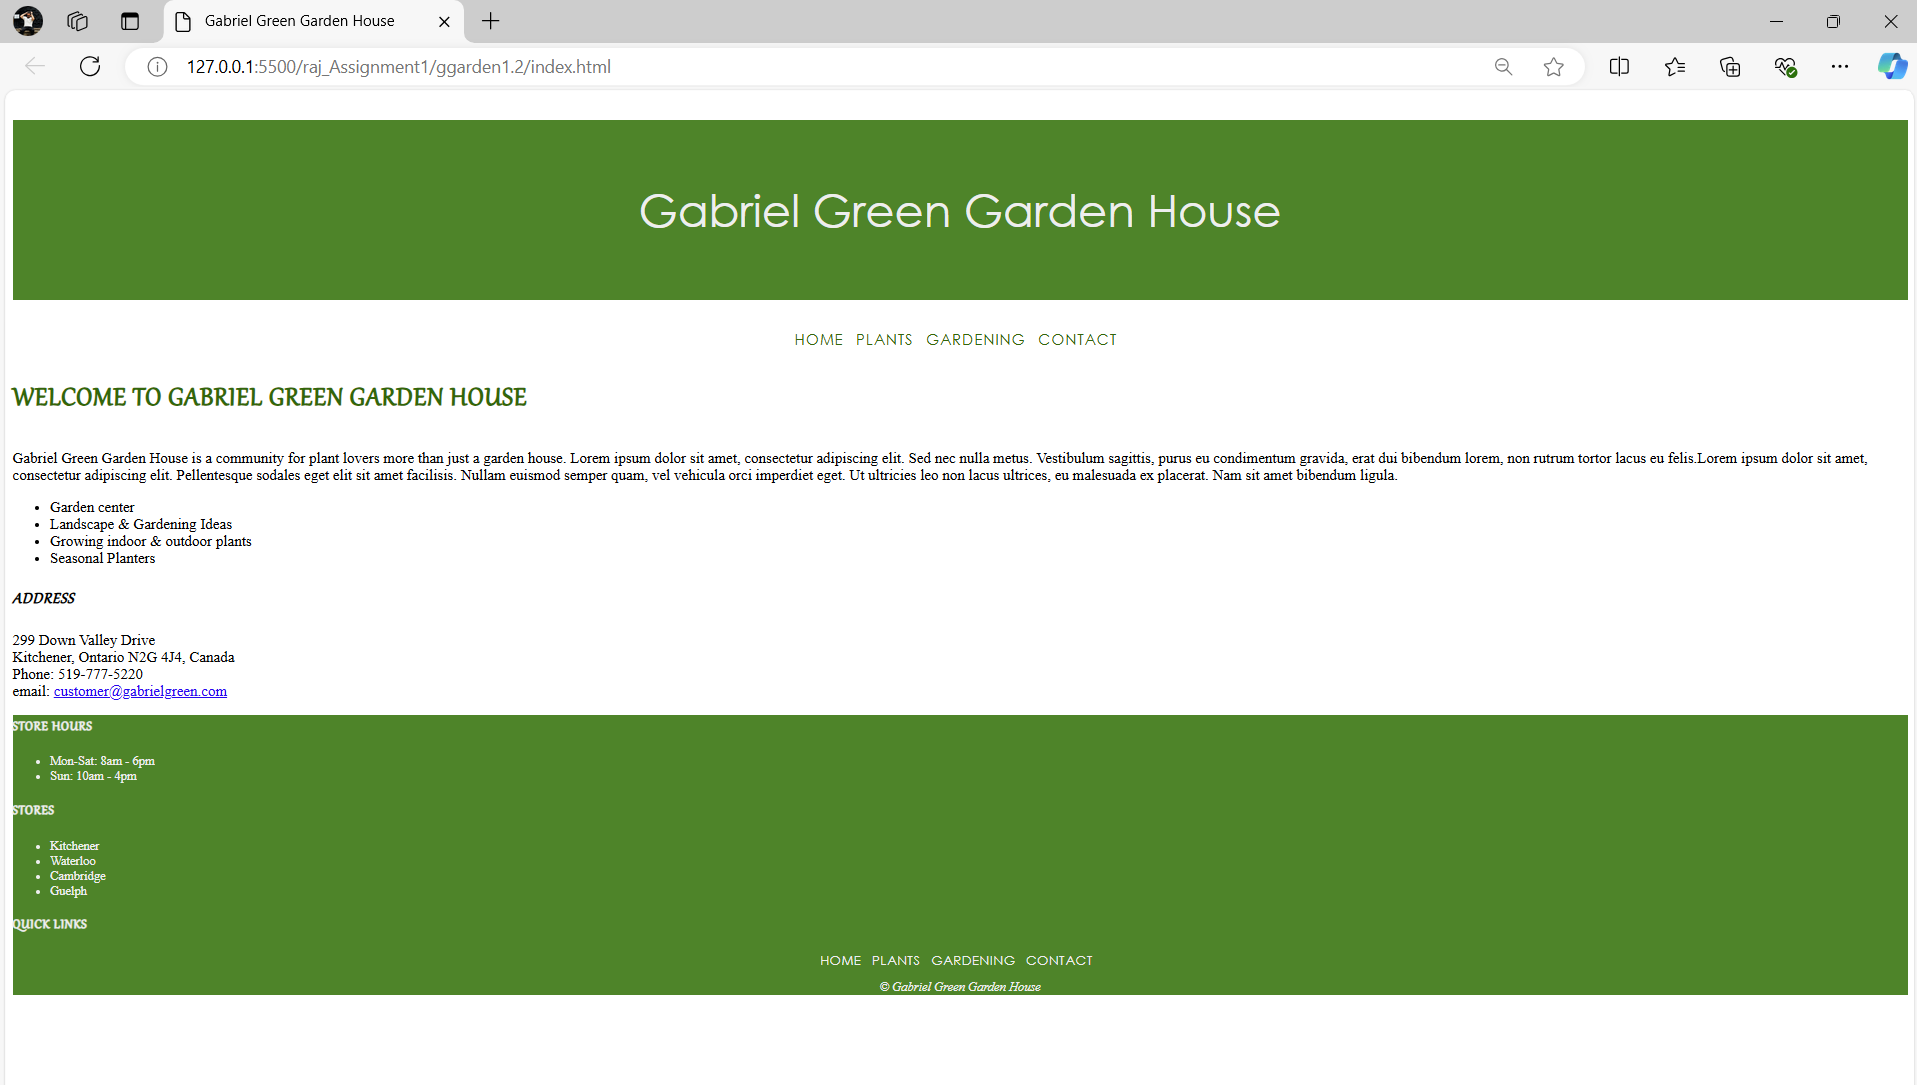 Gabriel Green Garden House
127.0.0.1:5500/raj_Assignment1/ggarden1.2/index.html
Gabriel Green Garden House
HOME PLANTS GARDENING CONTACT
WELCOME TO GABRIEL GREEN GARDEN HOUSE
Gabriel Green Garden House is a community for plant lovers more than just a garden house. Lorem ipsum dolor sit amet, consectetur adipiscing elit. Sed nec nulla metus. Vestibulum sagittis, purus eu condimentum gravida, erat dui bibendum lorem, non rutrum tortor lacus eu felis.Lorem ipsum dolor sit amet,
consectetur adipiscing elit. Pellentesque sodales eget elit sit amet facilisis. Nullam euismod semper quam, vel vehicula orci imperdiet eget. Ut ultricies leo non lacus ultrices, eu malesuada ex placerat. Nam sit amet bibendum ligula.
• Garden center
• Landscape & Gardening Ideas
• Growing indoor & outdoor plants
• Seasonal Planters
ADDRESS
299 Down Valley Drive
Kitchener, Ontario N2G 4J4, Canada
Phone: 519-777-5220
email: customer@gabrielgreen.com
STORE HOURS
• Mon-Sat: 8am - 6pm
• Sun: 10am - 4pm
STORES
• Kitchener
• Waterloo
• Cambridge
• Guelph
QUICK LINKS
HOME PLANTS GARDENING CONTACT
© Gabriel Green Garden House